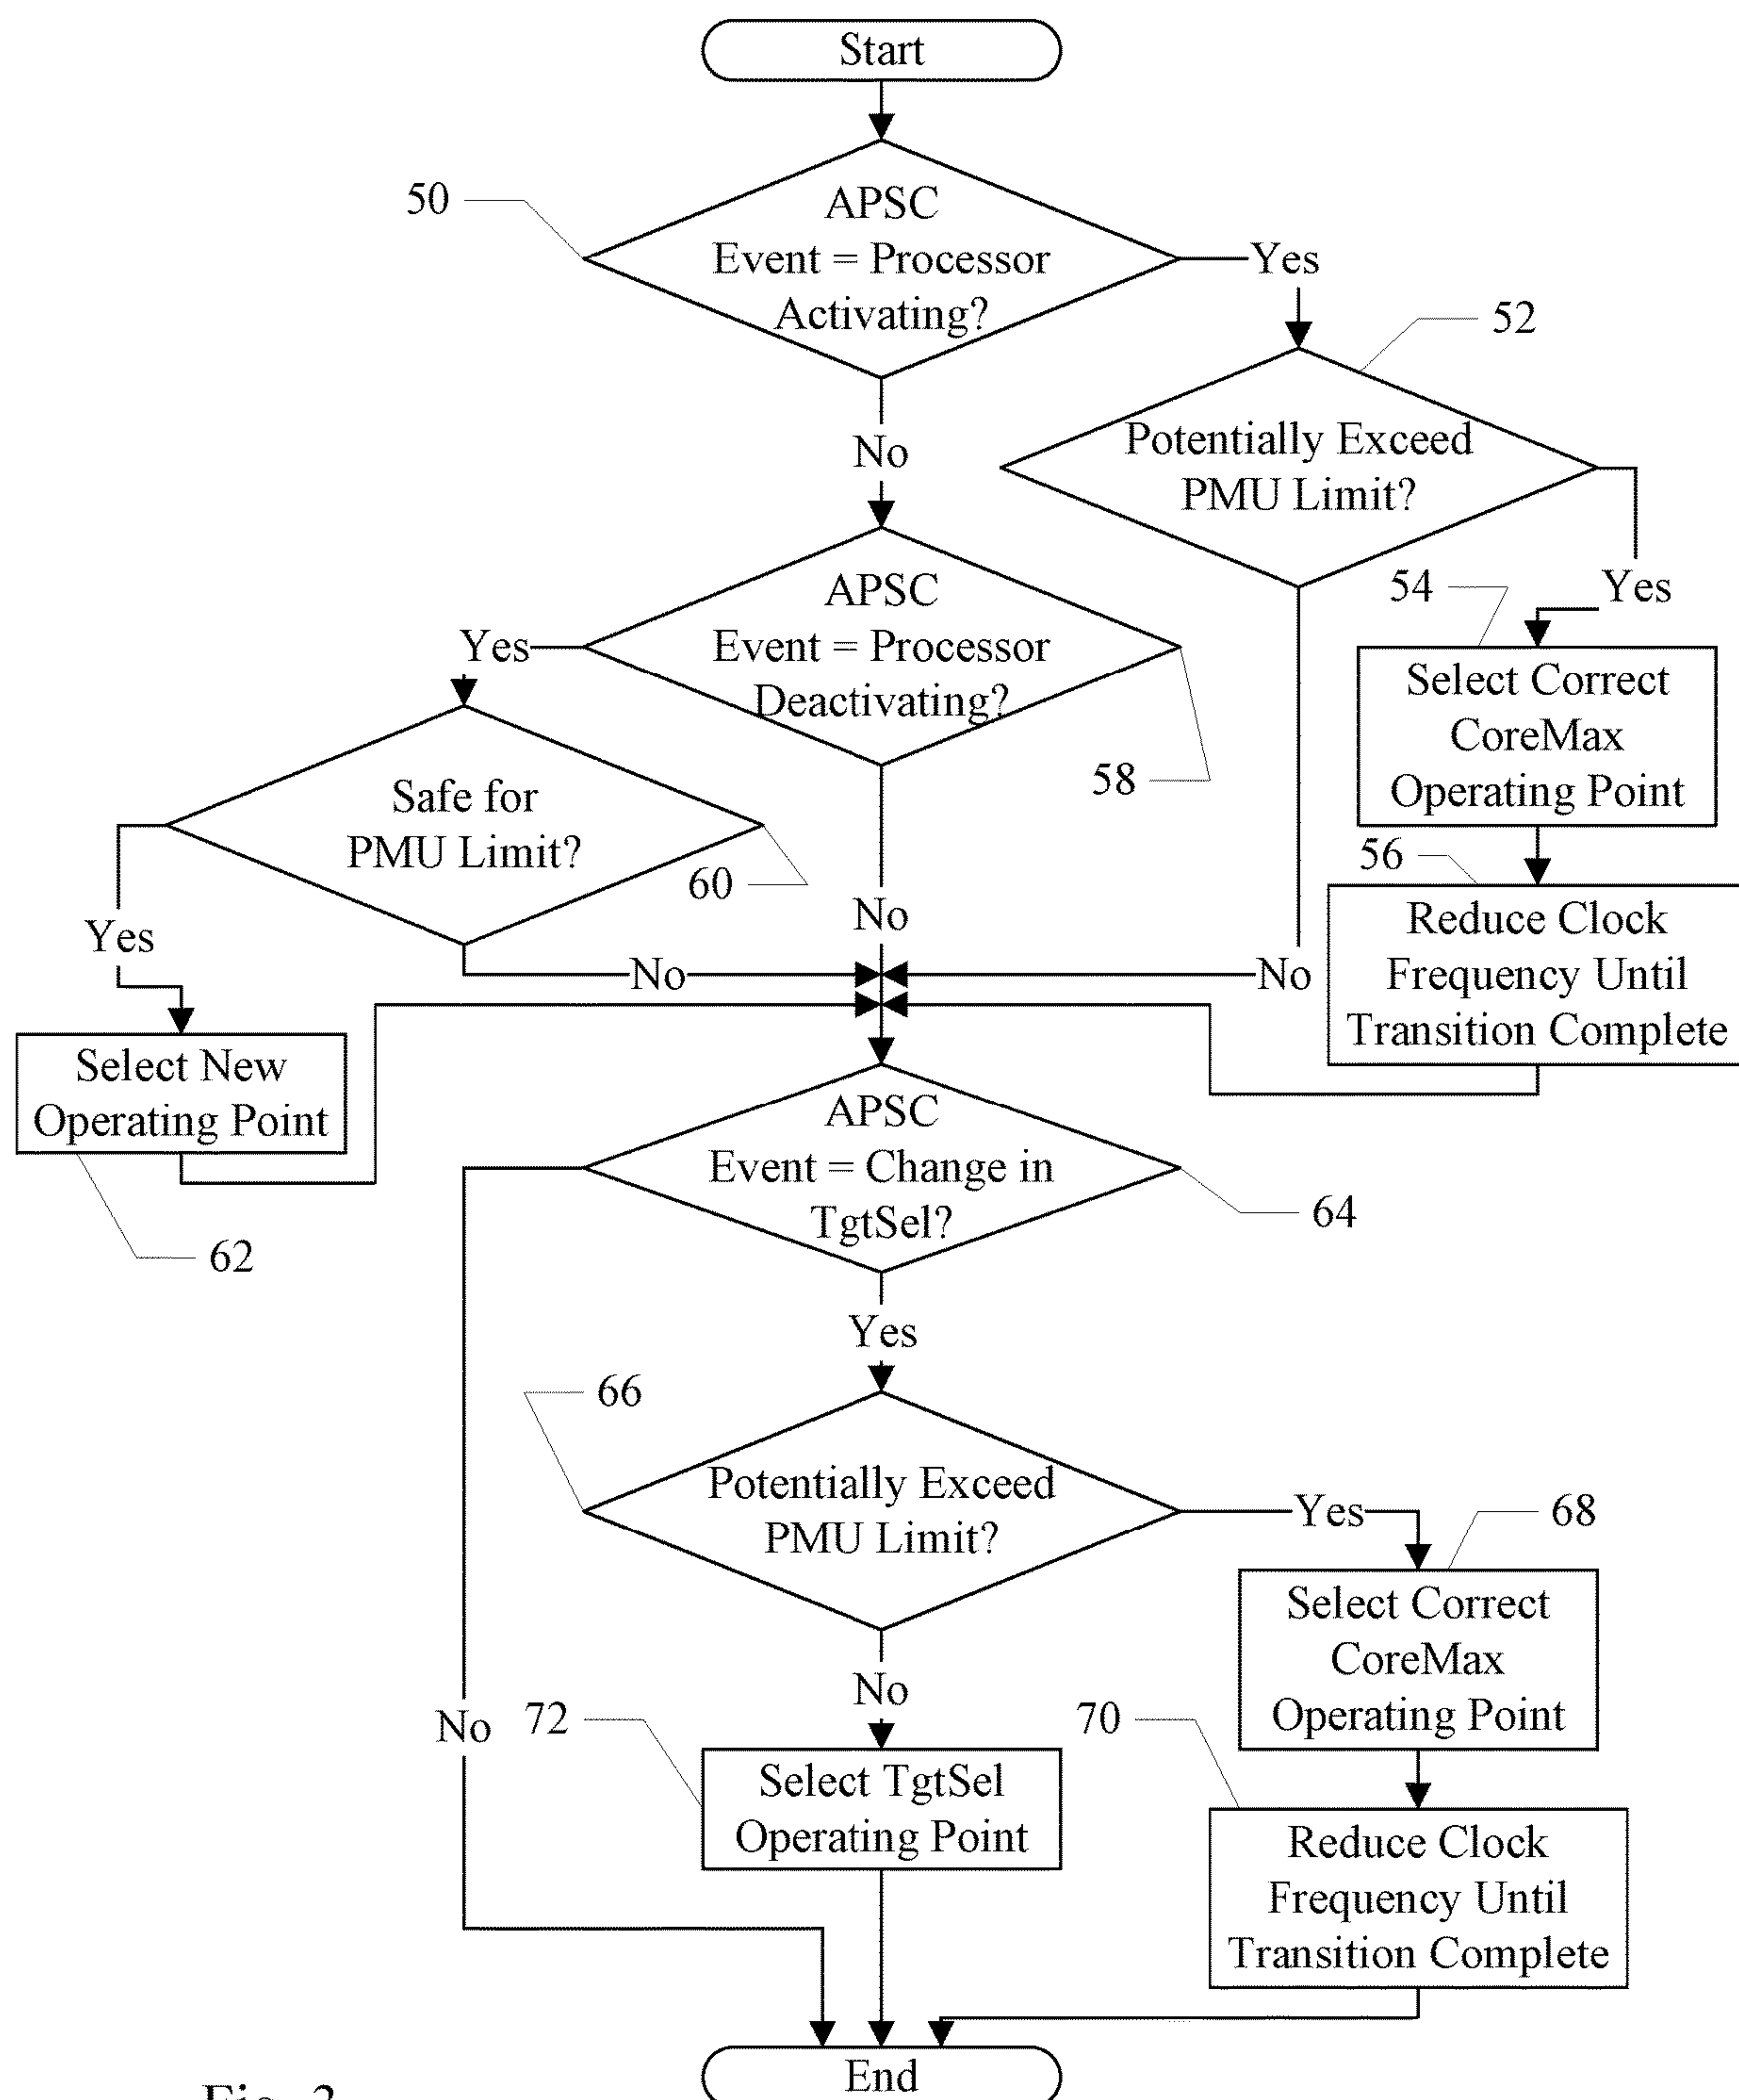 Start
50
APSC
Event = Processor
Activating?
Yes
52
No
Potentially Exceed
PMU Limit?
54
Yes
APSC
Event = Processor
Deactivating?
Yes
58
Select Correct
CoreMax
Operating Point
Safe for
PMU Limit?
60
56
Yes
No
No
No
Reduce Clock
Frequency Until
Transition Complete
Select New
Operating Point
62
APSC
Event = Change in
TgtSel?
64
Yes
66
Potentially Exceed
PMU Limit?
Yes
68
No
Select Correct
CoreMax
Operating Point
No
72
70
Select TgtSel
Operating Point
Reduce Clock
Frequency Until
Transition Complete
End
Fig. 3